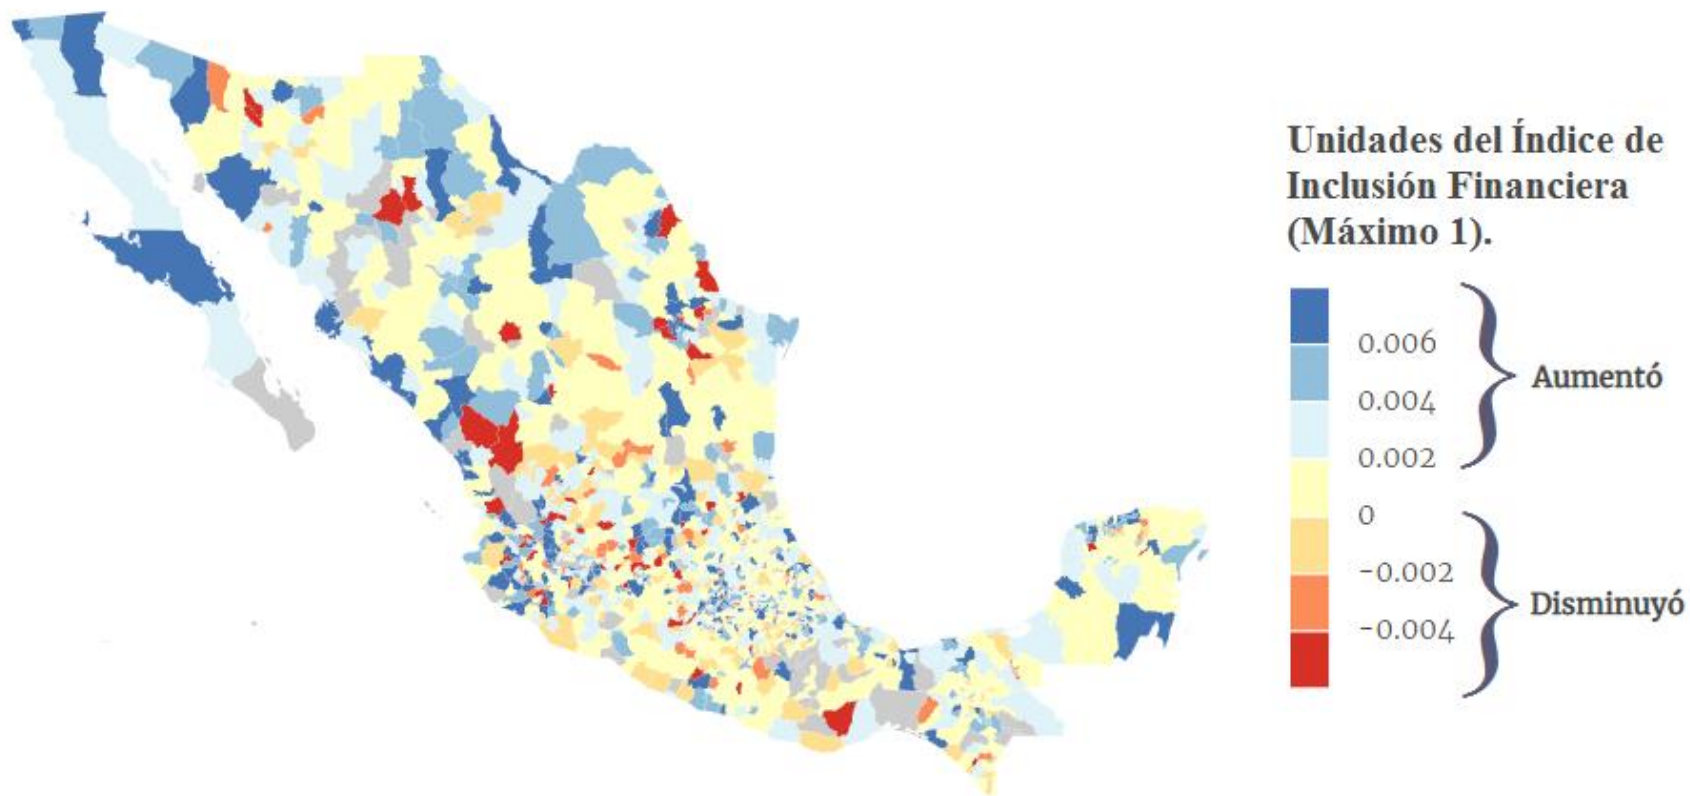 Unidades del Índice de
Inclusión Financiera
(Máximo 1).
0.006
0.004
0.002
0
-0.002
-0.004
Aumentó
Disminuyó